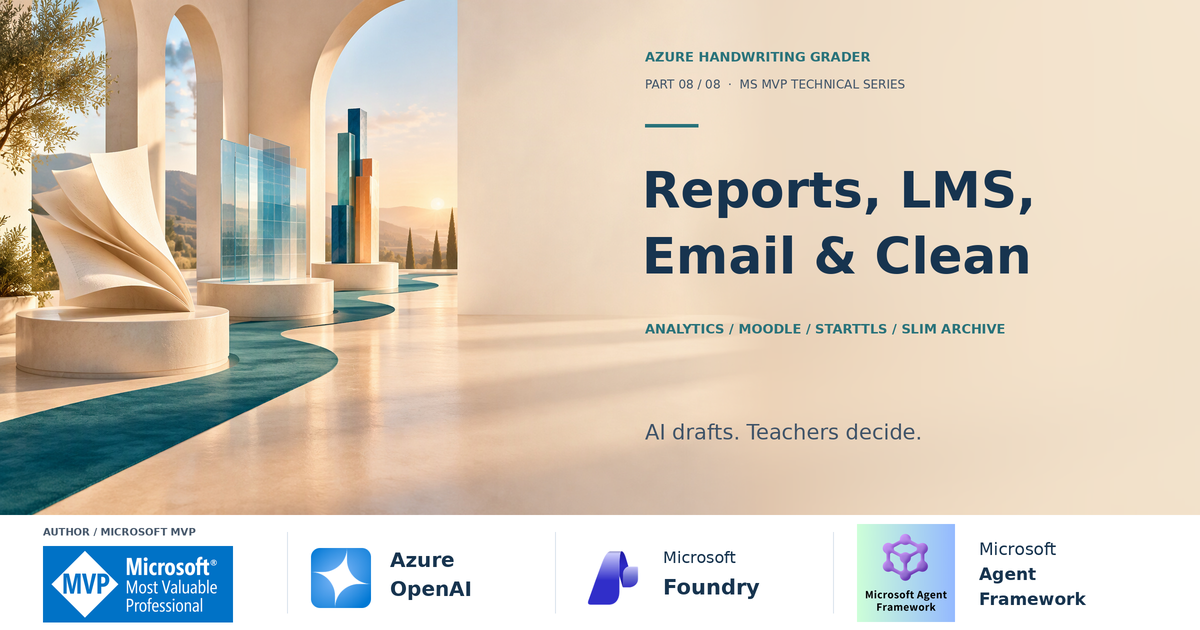 AZURE HANDWRITING GRADER
PART 08 / 08 · MS MVP TECHNICAL SERIES
Reports, LMS,
Email & Clean
ANALYTICS / MOODLE / STARTTLS / SLIM ARCHIVE
AI drafts. Teachers decide.
AUTHOR / MICROSOFT MVP
MVP
Microsoft®
Most Valuable
Professional
Azure
OpenAI
Microsoft
Foundry
Microsoft Agent
Framework
Microsoft
Agent
Framework